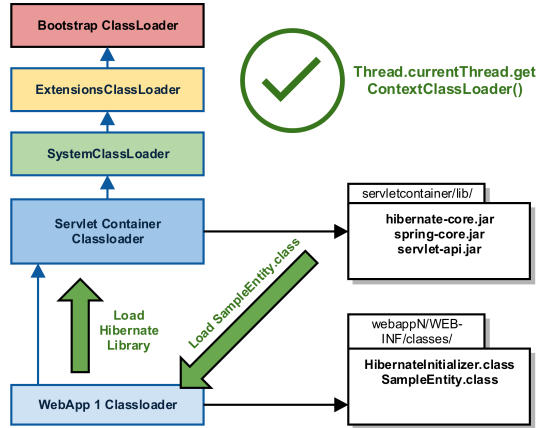 Bootstrap ClassLoader
ExtensionsClassLoader
SystemClassLoader
Servlet Container
Classloader
WebApp 1 Classloader
Thread.currentThread.get
ContextClassLoader()
servletcontainer/lib/
hibernate-core.jar
spring-core.jar
servlet-api.jar
Load SampleEntity.class
Load
Hibernate
Library
webappN/WEB-
INF/classes/
HibernateInitializer.class
SampleEntity.class